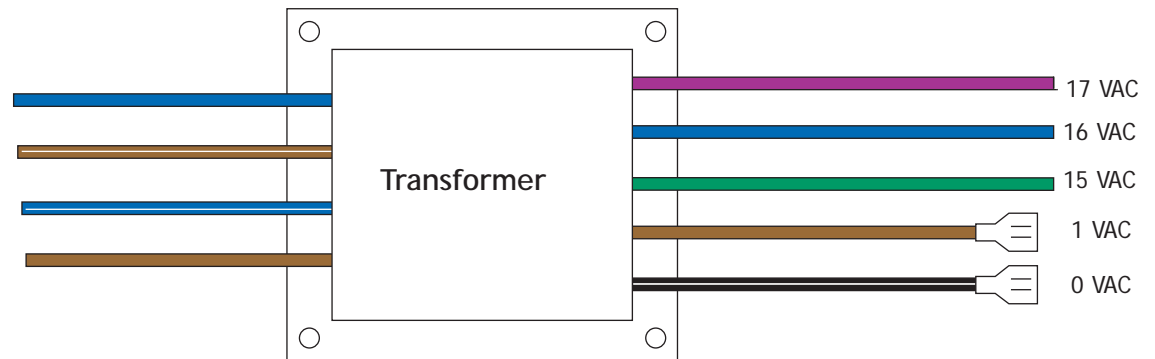 17 VAC
16 VAC
Transformer
15 VAC
1 VAC
0 VAC